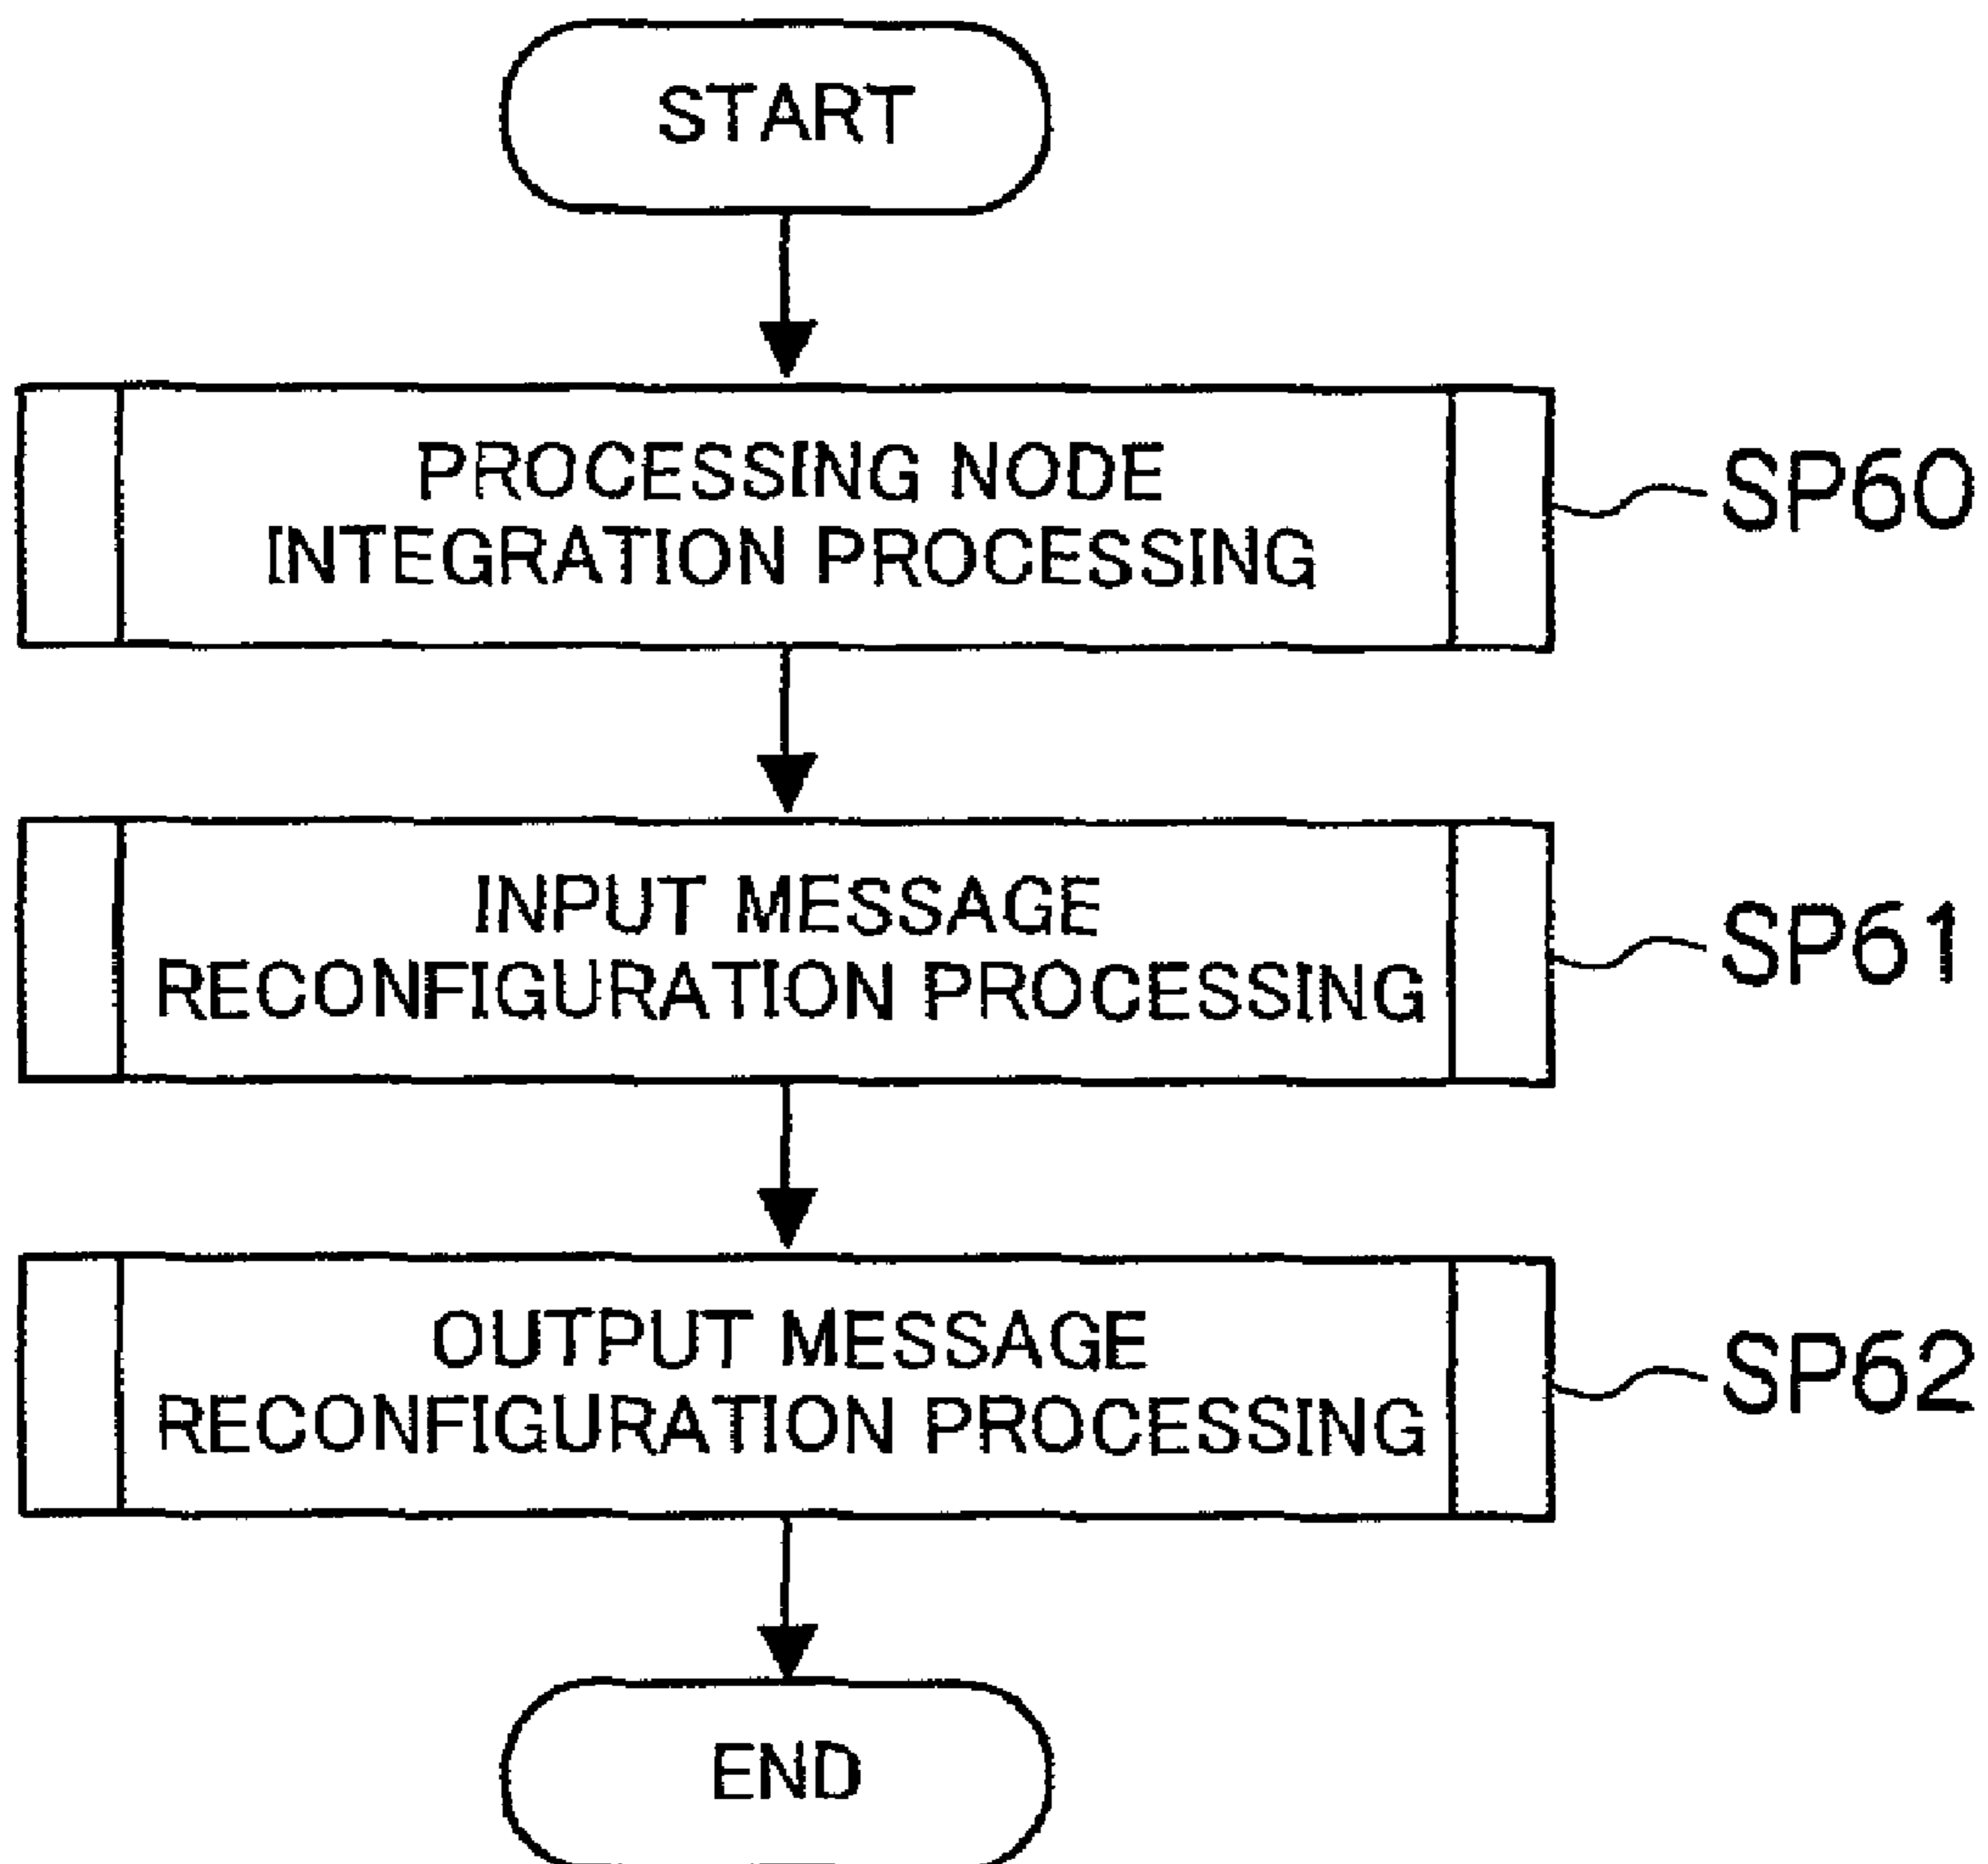 START
PROCESSING NODE
INTEGRATION PROCESSING
SP60
INPUT MESSAGE
RECONFIGURATION PROCESSING
SP61
OUTPUT MESSAGE
RECONFIGURATION PROCESSING
SP62
END